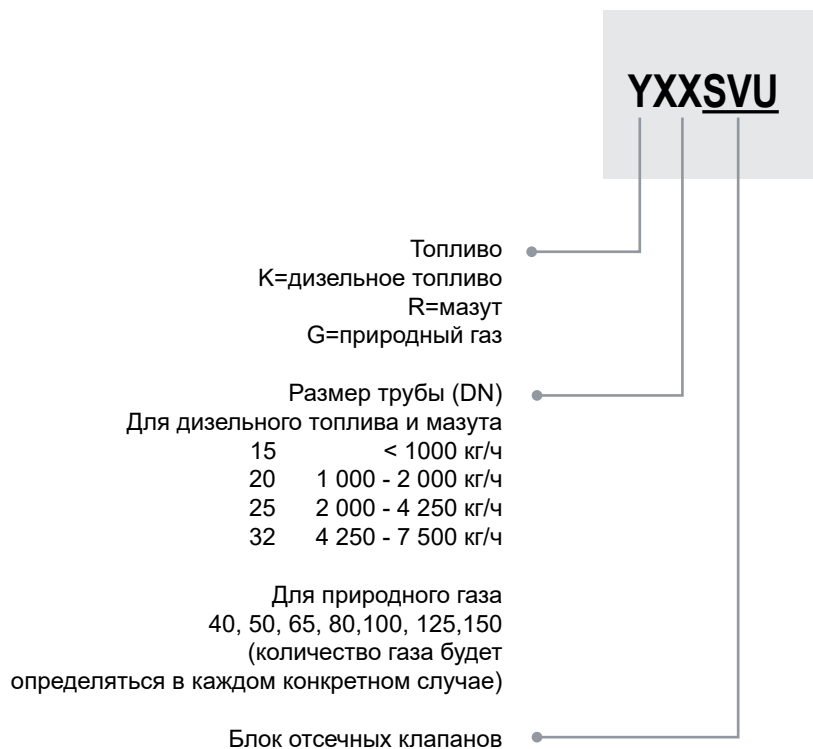 YXXSVU
Топливо
K=дизельное топливо
R=мазут
G=природный газ
Размер трубы (DN)
Для дизельного топлива и мазута
15 < 1000 кг/ч
20 1 000 - 2 000 кг/ч
25 2 000 - 4 250 кг/ч
32 4 250 - 7 500 кг/ч
Для природного газа
40, 50, 65, 80,100, 125,150
(количество газа будет
определяться в каждом конкретном случае)
Блок отсечных клапанов